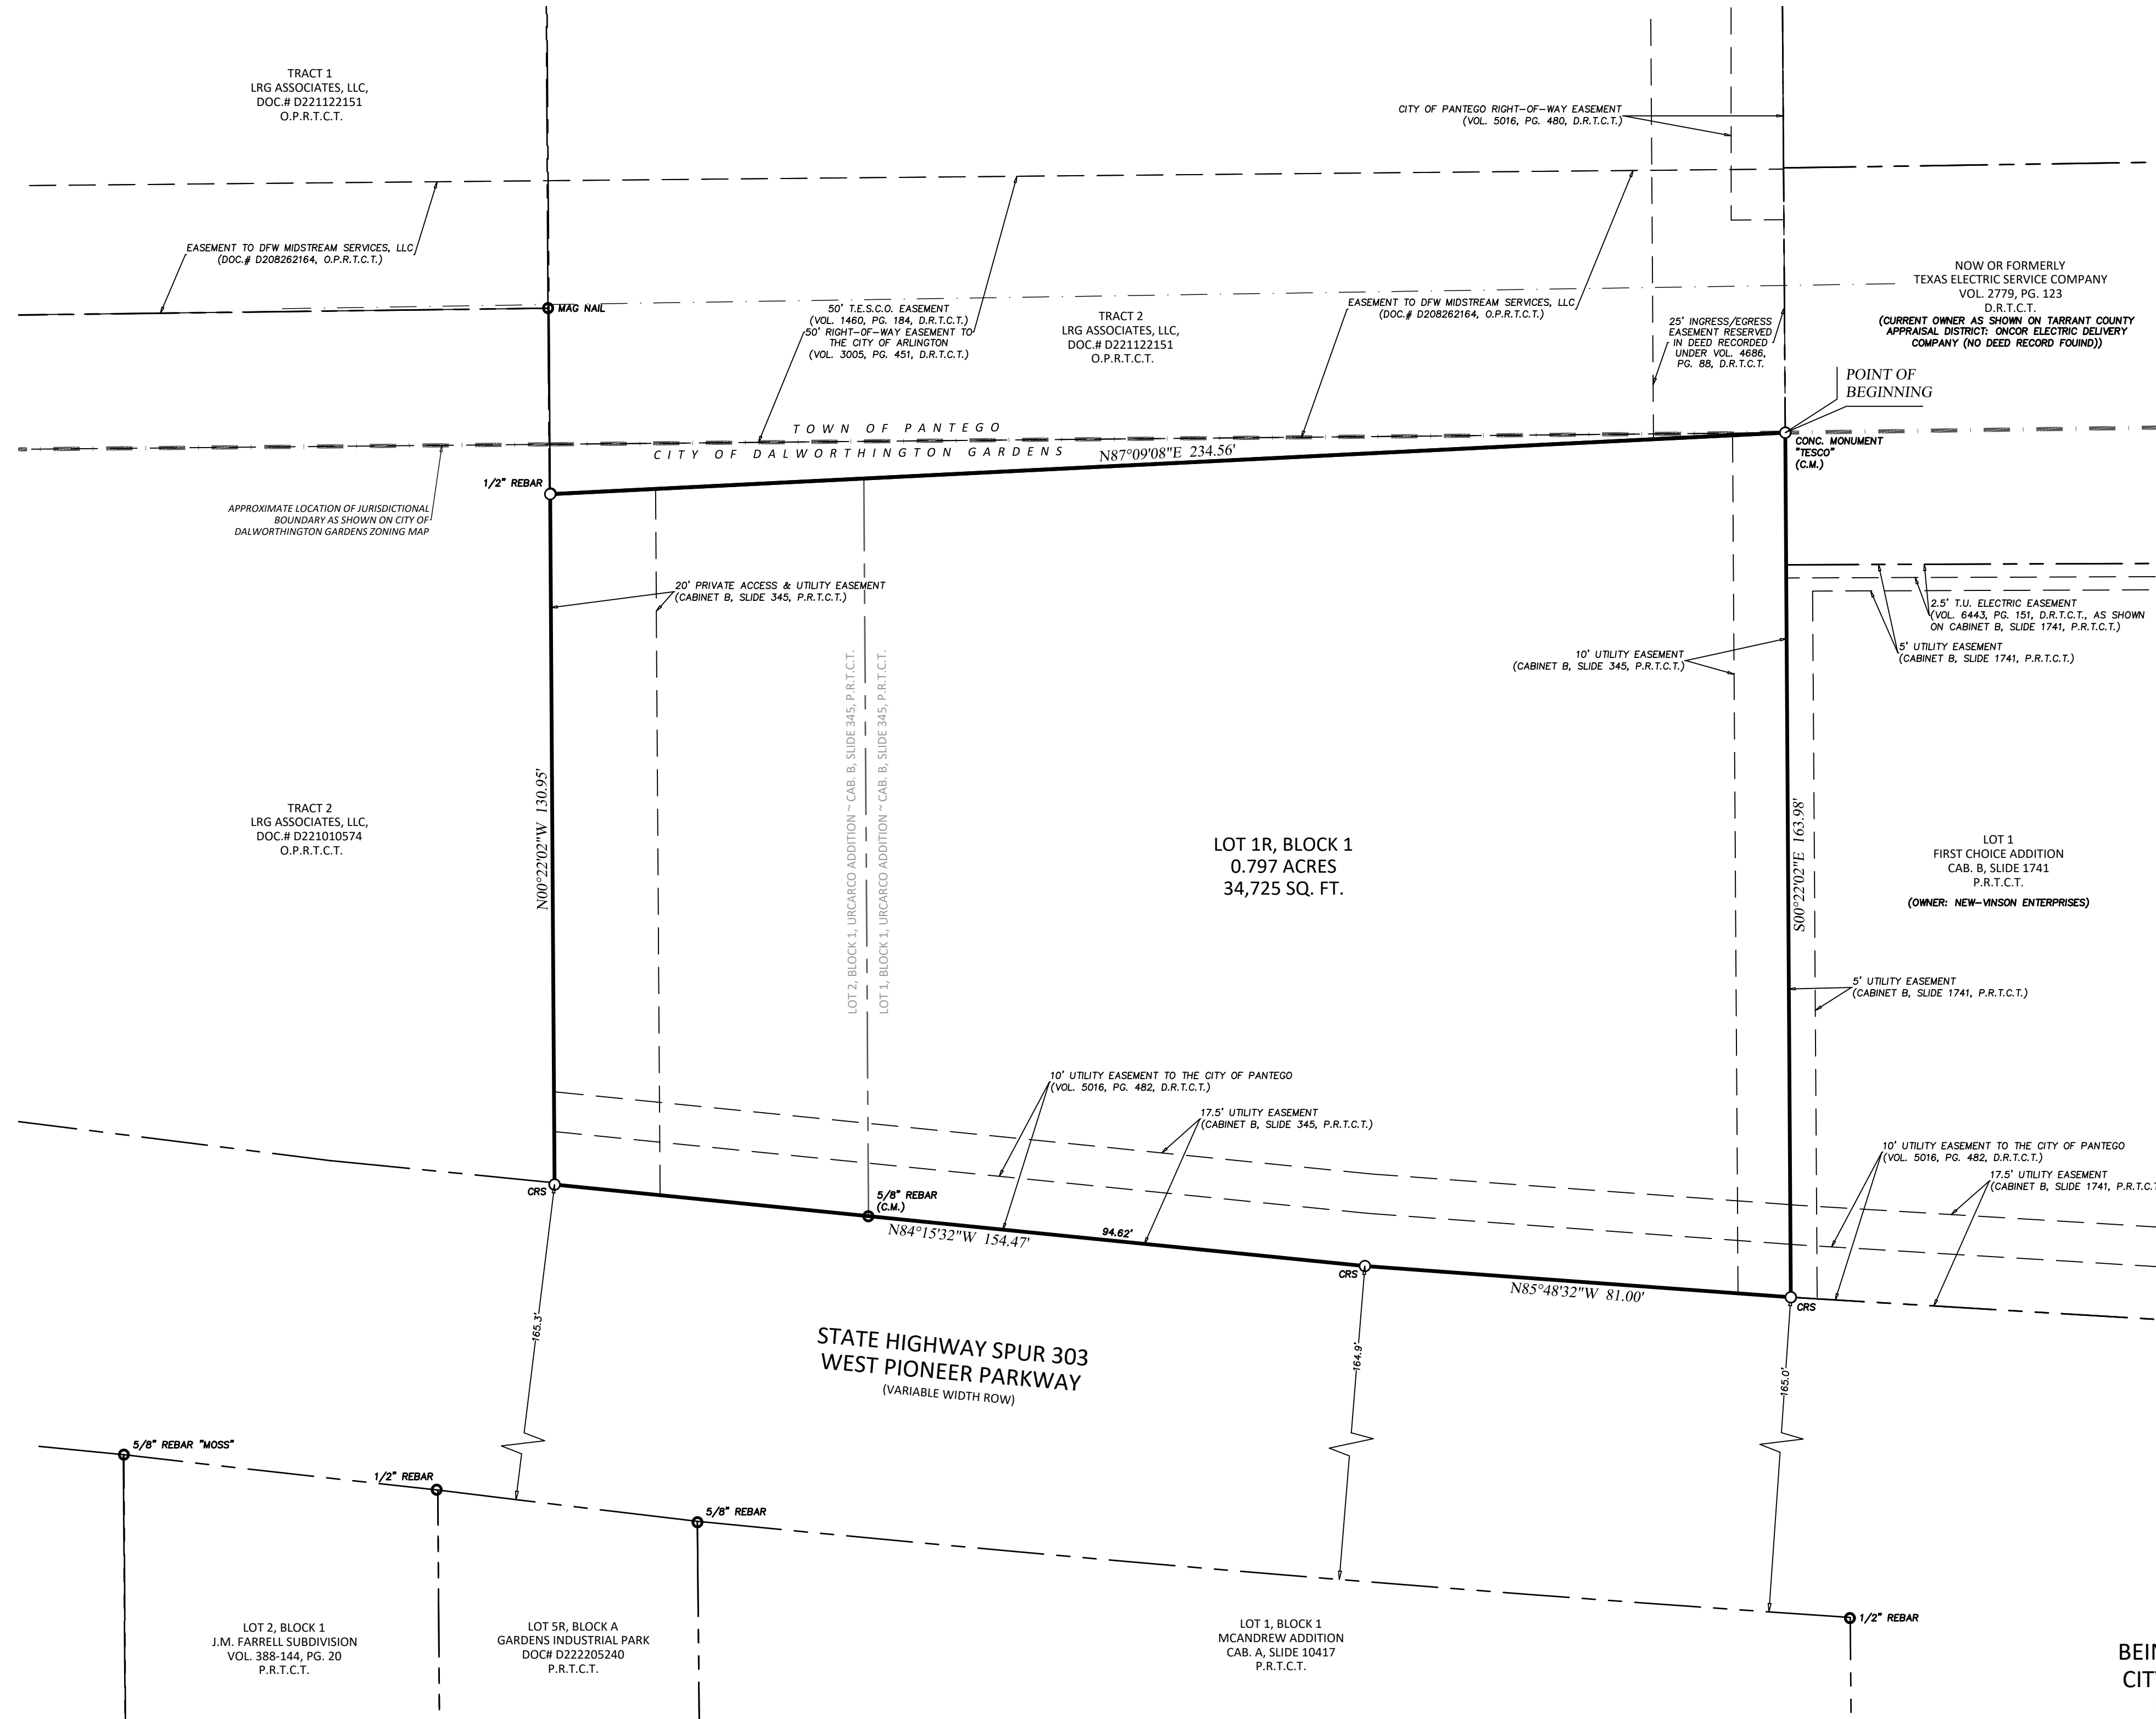 TRACT 1
LRG ASSOCIATES, LLC,
DOC.# D221122151
O.P.R.T.C.T.
CITY OF PANTEGO RIGHT-OF-WAY EASEMENT
(VOL. 5016, PG. 480, D.R.T.C.T.)
EASEMENT TO DFW MIDSTREAM SERVICES, LLC
(DOC.# D208262164, O.P.R.T.C.T.)
MAG NAIL
50' T.E.S.C.O. EASEMENT
(VOL. 1460, PG. 184, D.R.T.C.T.)
50' RIGHT-OF-WAY EASEMENT TO
THE CITY OF ARLINGTON
(VOL. 3005, PG. 451, D.R.T.C.T.)
TRACT 2
LRG ASSOCIATES, LLC,
DOC.# D221122151
O.P.R.T.C.T.
EASEMENT TO DFW MIDSTREAM SERVICES, LLC
(DOC.# D208262164, O.P.R.T.C.T.)
25' INGRESS/EGRESS
EASEMENT RESERVED
IN DEED RECORDED
UNDER VOL. 4686,
PG. 88, D.R.T.C.T.
NOW OR FORMERLY
TEXAS ELECTRIC SERVICE COMPANY
VOL. 2779, PG. 123
D.R.T.C.T.
(CURRENT OWNER AS SHOWN ON TARRANT COUNTY
APPRAISAL DISTRICT: ONCOR ELECTRIC DELIVERY
COMPANY (NO DEED RECORD FOUIND))
POINT OF
BEGINNING
TOWN OF PANTEGO
CITY OF DALWORTHINGTON GARDENS
N87°09'08"E 234.56'
CONC. MONUMENT
"TESCO"
(C.M.)
1/2" REBAR
APPROXIMATE LOCATION OF JURISDICTIONAL
BOUNDARY AS SHOWN ON CITY OF
DALWORTHINGTON GARDENS ZONING MAP
20' PRIVATE ACCESS & UTILITY EASEMENT
(CABINET B, SLIDE 345, P.R.T.C.T.)
2.5' T.U. ELECTRIC EASEMENT
(VOL. 6443, PG. 151, D.R.T.C.T., AS SHOWN
ON CABINET B, SLIDE 1741, P.R.T.C.T.)
5' UTILITY EASEMENT
(CABINET B, SLIDE 1741, P.R.T.C.T.)
10' UTILITY EASEMENT
(CABINET B, SLIDE 345, P.R.T.C.T.)
LOT 2, BLOCK 1, URCARCO ADDITION ~ CAB. B, SLIDE 345, P.R.T.C.T.
LOT 1, BLOCK 1, URCARCO ADDITION ~ CAB. B, SLIDE 345, P.R.T.C.T.
TRACT 2
LRG ASSOCIATES, LLC,
DOC.# D221010574
O.P.R.T.C.T.
N00°22'02"W 130.95'
LOT 1R, BLOCK 1
0.797 ACRES
34,725 SQ. FT.
S00°22'02"E 163.98'
LOT 1
FIRST CHOICE ADDITION
CAB. B, SLIDE 1741
P.R.T.C.T.
(OWNER: NEW-VINSON ENTERPRISES)
5' UTILITY EASEMENT
(CABINET B, SLIDE 1741, P.R.T.C.T.)
10' UTILITY EASEMENT TO THE CITY OF PANTEGO
(VOL. 5016, PG. 482, D.R.T.C.T.)
17.5' UTILITY EASEMENT
(CABINET B, SLIDE 345, P.R.T.C.T.)
10' UTILITY EASEMENT TO THE CITY OF PANTEGO
(VOL. 5016, PG. 482, D.R.T.C.T.)
17.5' UTILITY EASEMENT
(CABINET B, SLIDE 1741, P.R.T.C.T
CRS
5/8" REBAR
(C.M.)
N84°15'32"W 154.47'
94.62'
CRS
N85°48'32"W 81.00'
CRS
165.3'
164.9'
165.0'
STATE HIGHWAY SPUR 303
WEST PIONEER PARKWAY
(VARIABLE WIDTH ROW)
5/8" REBAR "MOSS"
1/2" REBAR
5/8" REBAR
1/2" REBAR
LOT 2, BLOCK 1
J.M. FARRELL SUBDIVISION
VOL. 388-144, PG. 20
P.R.T.C.T.
LOT 5R, BLOCK A
GARDENS INDUSTRIAL PARK
DOC# D222205240
P.R.T.C.T.
LOT 1, BLOCK 1
MCANDREW ADDITION
CAB. A, SLIDE 10417
P.R.T.C.T.